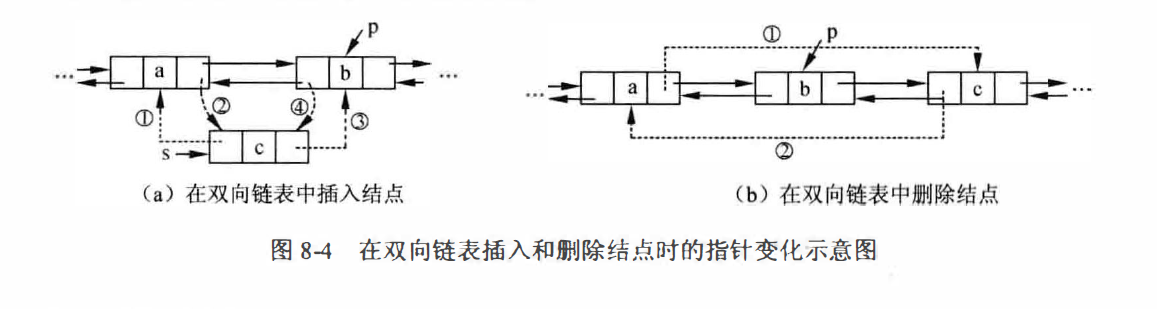 p
… a b …
① ② ④ ③
s c
(a)在双向链表中插入结点
① p
… a b c …
②
(b)在双向链表中删除结点
图 8-4 在双向链表插入和删除结点时的指针变化示意图